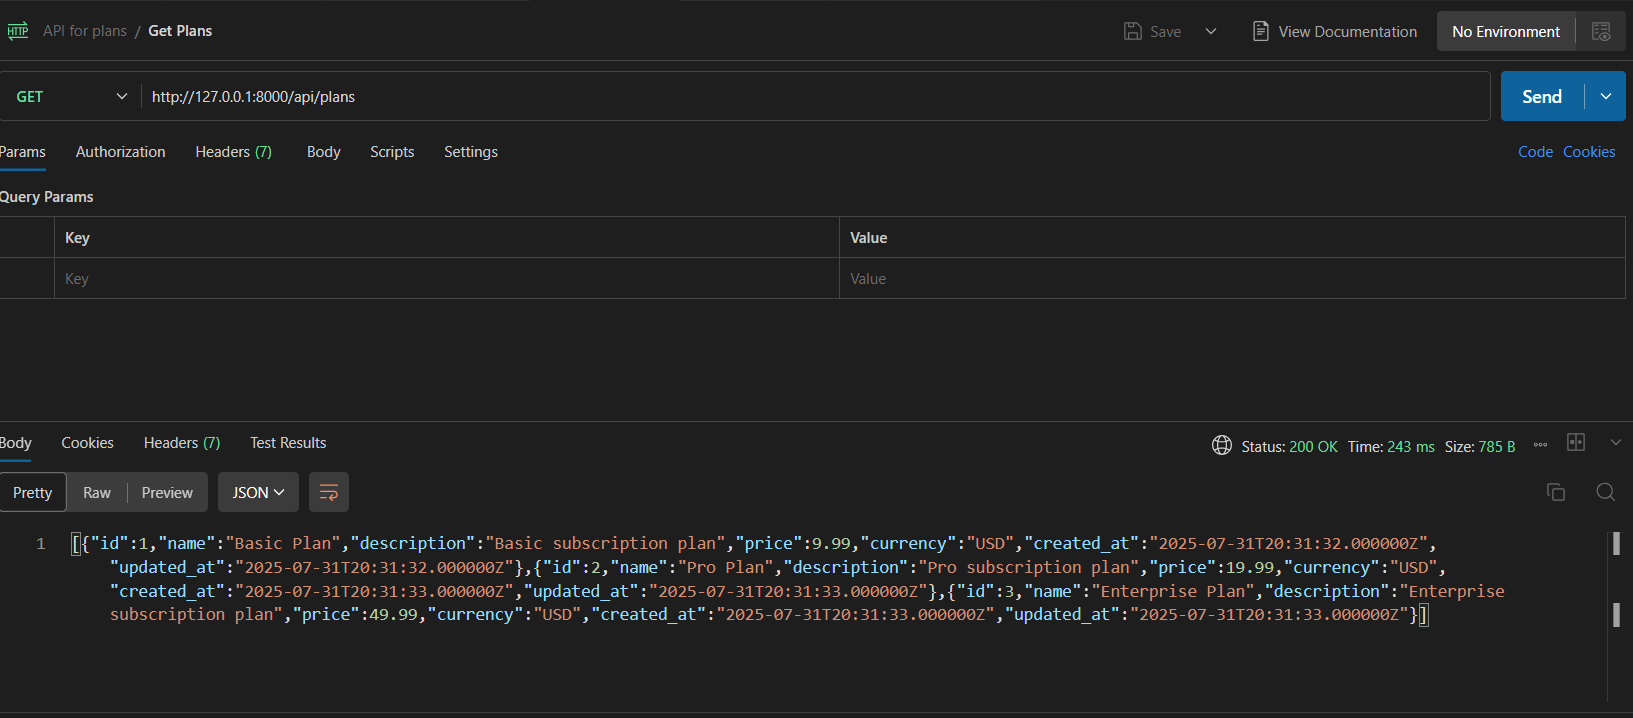 HTTP API for plans / Get Plans Save View Documentation No Environment
GET http://127.0.0.1:8000/api/plans Send
Params Authorization Headers (7) Body Scripts Settings Code Cookies
Query Params
Key Value
Key Value
Body Cookies Headers (7) Test Results Status: 200 OK Time: 243 ms Size: 785 B
Pretty Raw Preview JSON
1 [{"id":1,"name":"Basic Plan","description":"Basic subscription plan","price":9.99,"currency":"USD","created_at":"2025-07-31T20:31:32.000000Z",
"updated_at":"2025-07-31T20:31:32.000000Z"},{"id":2,"name":"Pro Plan","description":"Pro subscription plan","price":19.99,"currency":"USD",
"created_at":"2025-07-31T20:31:33.000000Z","updated_at":"2025-07-31T20:31:33.000000Z"},{"id":3,"name":"Enterprise Plan","description":"Enterprise
subscription plan","price":49.99,"currency":"USD","created_at":"2025-07-31T20:31:33.000000Z","updated_at":"2025-07-31T20:31:33.000000Z"}]